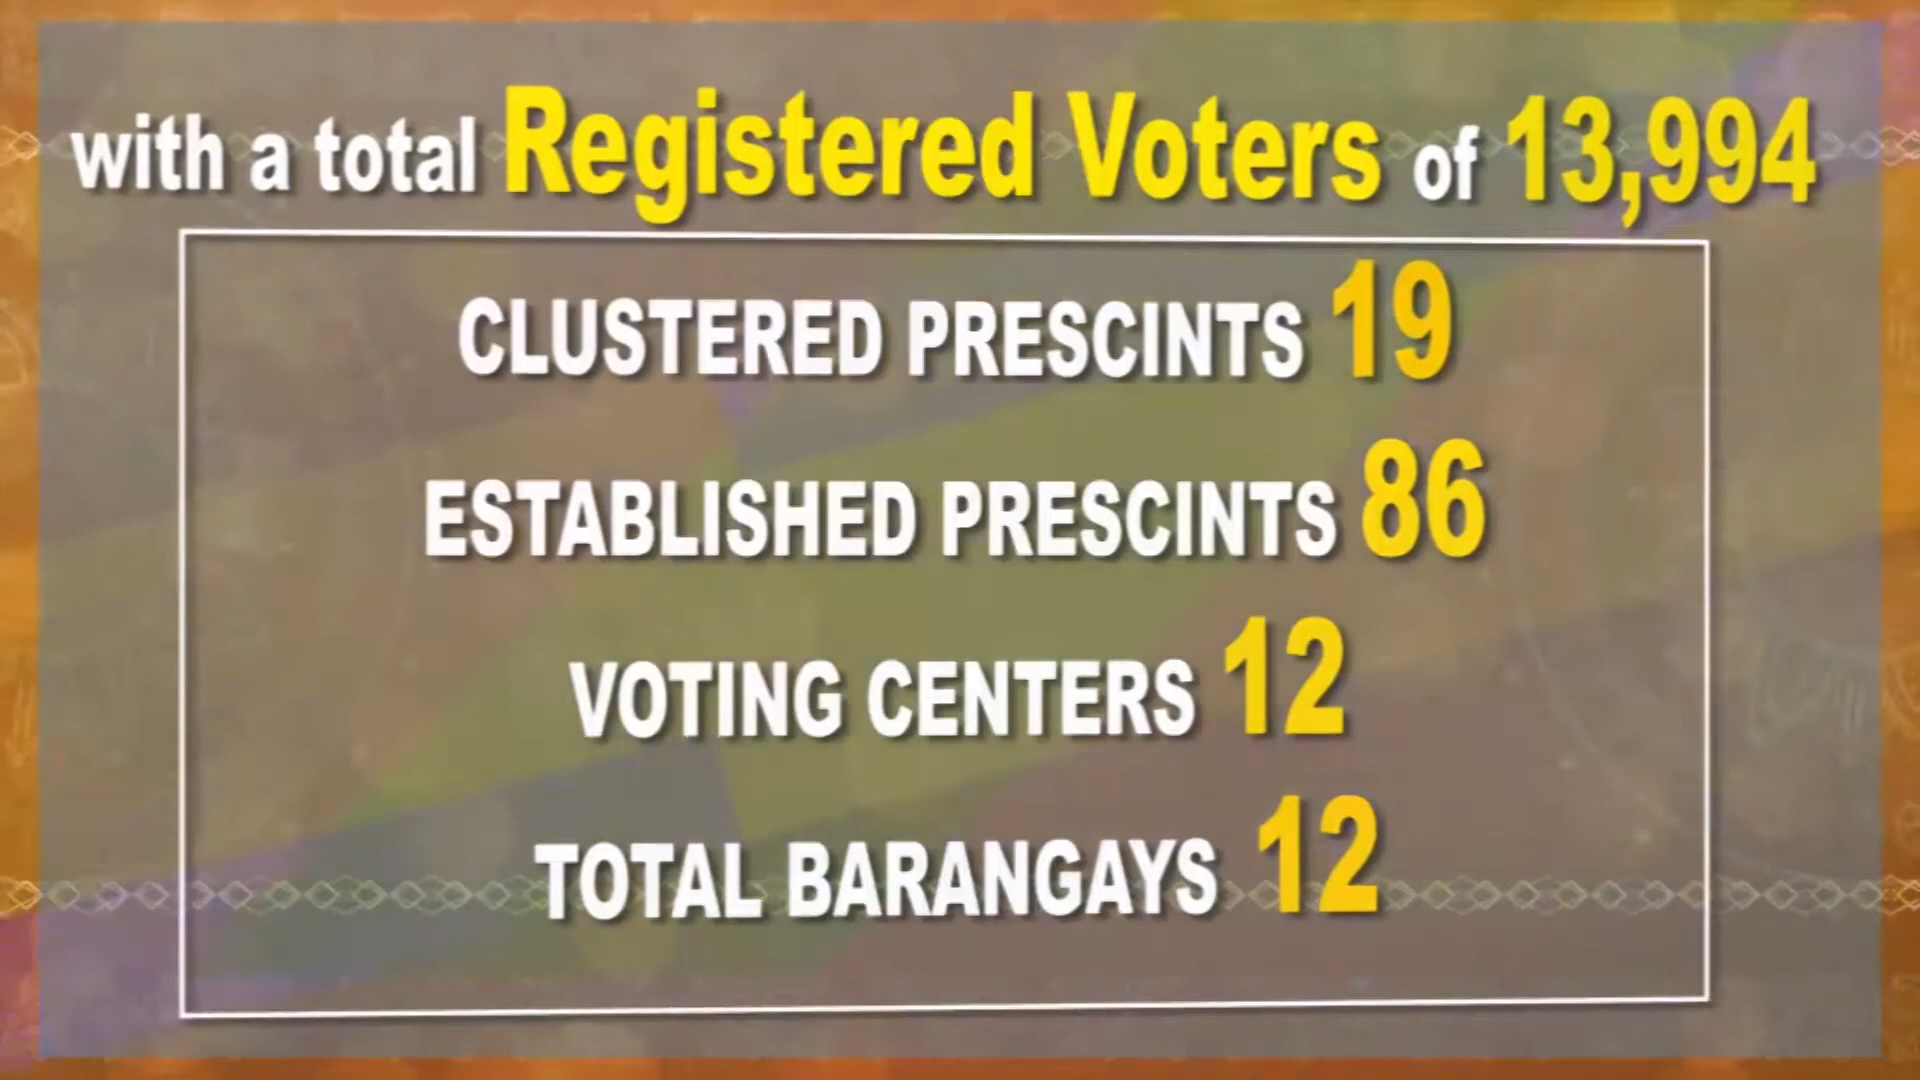 with a total Registered Voters of 13,994
CLUSTERED PRESCINTS 19
ESTABLISHED PRESCINTS 86
VOTING CENTERS 12
TOTAL BARANGAYS 12